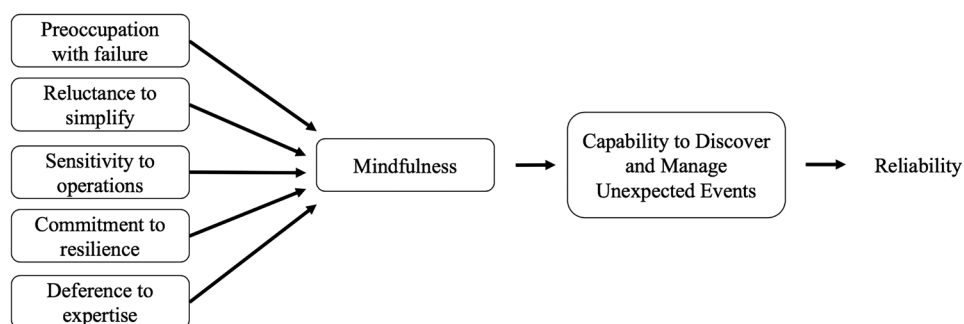 Preoccupation
with failure
Reluctance to
simplify
Sensitivity to
operations
Commitment to
resilience
Deference to
expertise
Mindfulness
Capability to Discover
and Manage
Unexpected Events
Reliability